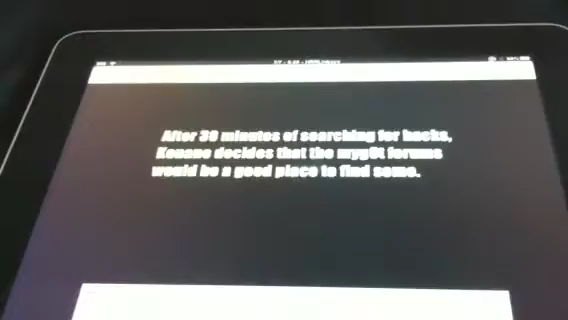 After 30 minutes of searching for hacks,
Keenane decides that the myg0t forums
would be a good place to find some.